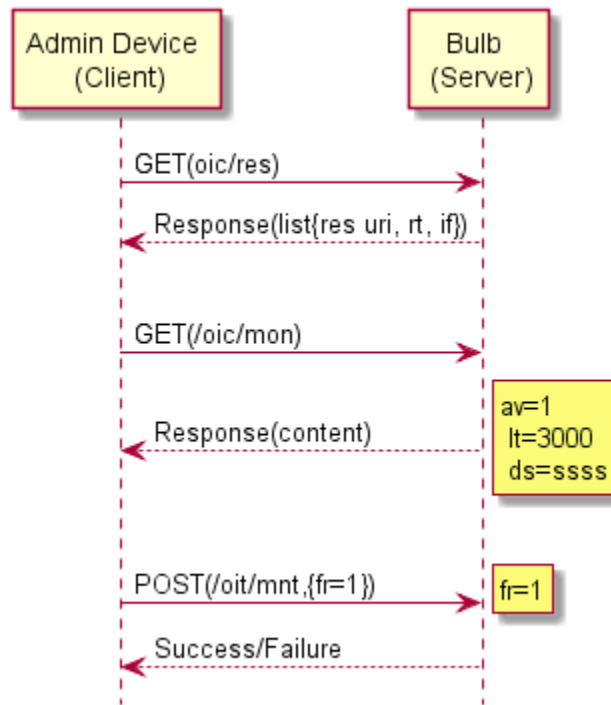 Admin Device
(Client)
Bulb
(Server)
GET(oic/res)
Response(list{res uri, rt, if})
GET(/oic/mon)
Response(content)
av=1
lt=3000
ds=ssss
POST(/oit/mnt,{fr=1})
fr=1
Success/Failure